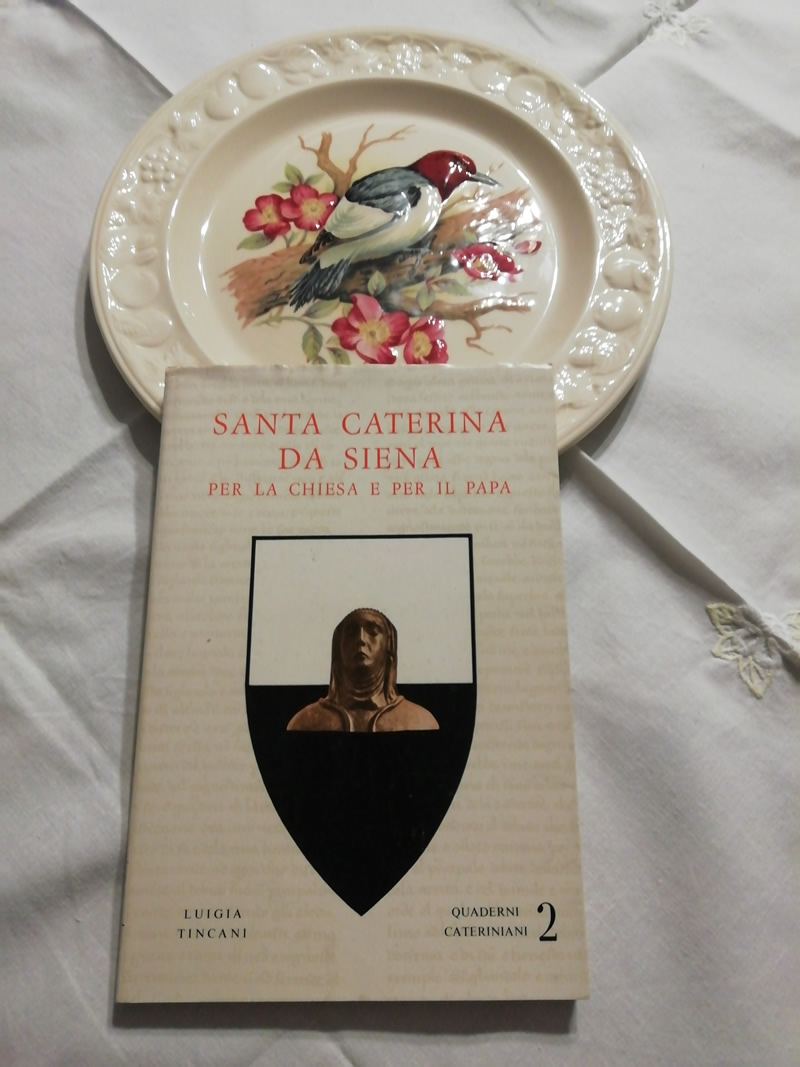 SANTA CATERINA
DA SIENA
PER LA CHIESA E PER IL PAPA
LUIGIA
TINCANI
QUADERNI
CATERINIANI 2